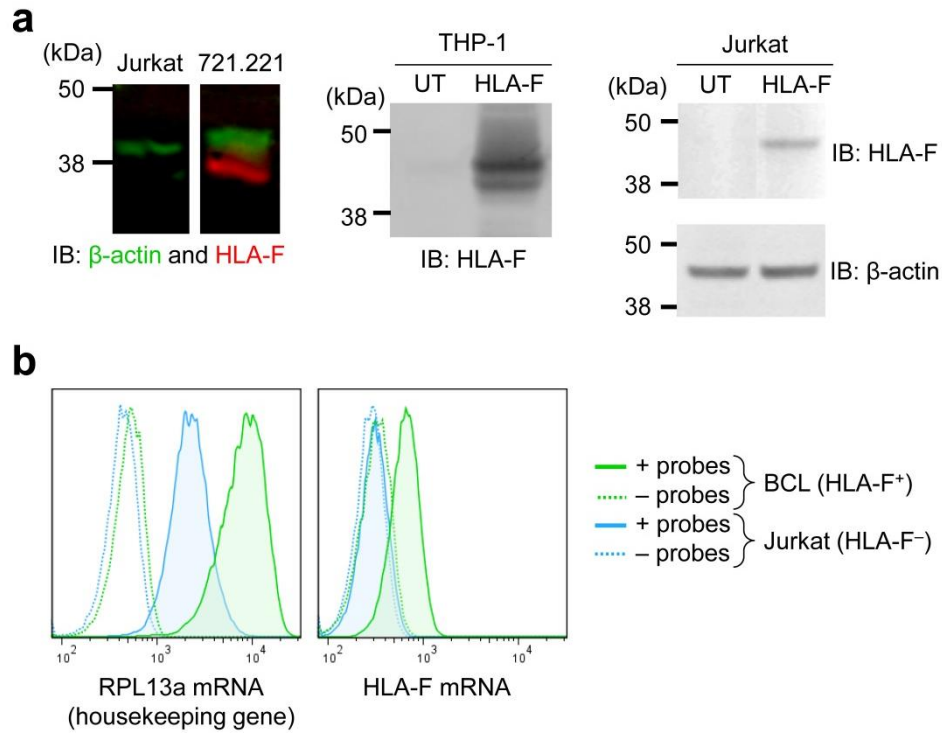 a
(kDa)
Jurkat 721.221
50
38
IB: β-actin and HLA-F
THP-1
(kDa)
UT HLA-F
50
38
IB: HLA-F
Jurkat
(kDa)
UT HLA-F
50
38
IB: HLA-F
50
38
IB: β-actin
b
10² 10³ 10⁴
RPL13a mRNA
(housekeeping gene)
10² 10³ 10⁴
HLA-F mRNA
+ probes
– probes
BCL (HLA-F⁺)
+ probes
– probes
Jurkat (HLA-F⁻)